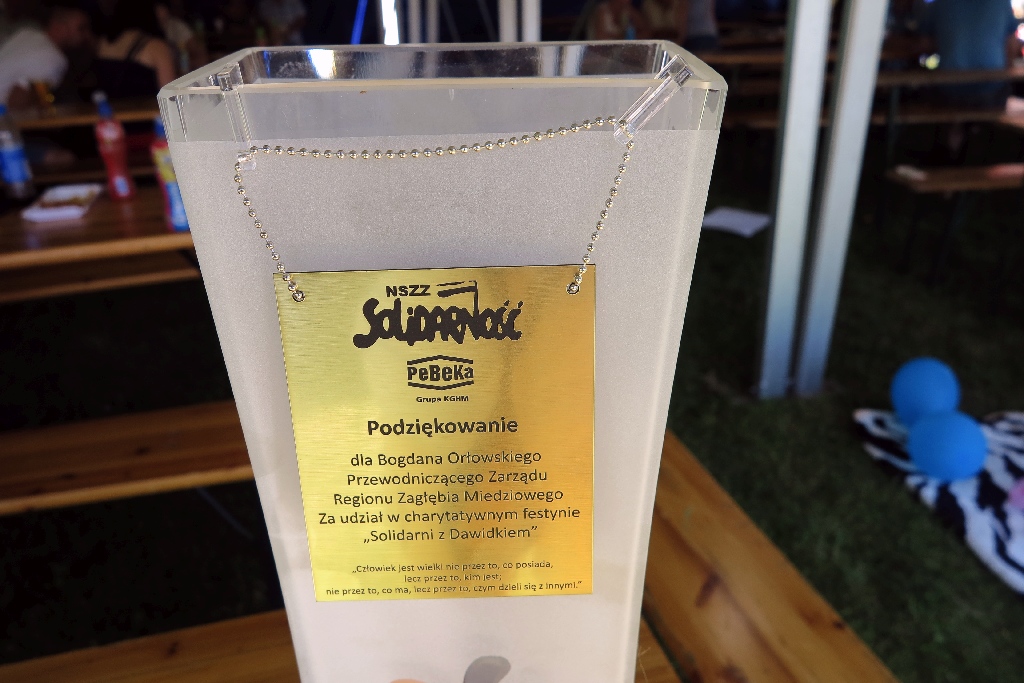 NSZZ
SOLIDARNOŚĆ
PeBeKa
Grupa KGHM
Podziękowanie
dla Bogdana Orłowskiego
Przewodniczącego Zarządu
Regionu Zagłębia Miedziowego
Za udział w charytatywnym festynie
„Solidarni z Dawidkiem”
„Człowiek jest wielki nie przez to, co posiada,
lecz przez to, kim jest;
nie przez to, co ma, lecz przez to, czym dzieli się z innymi.”